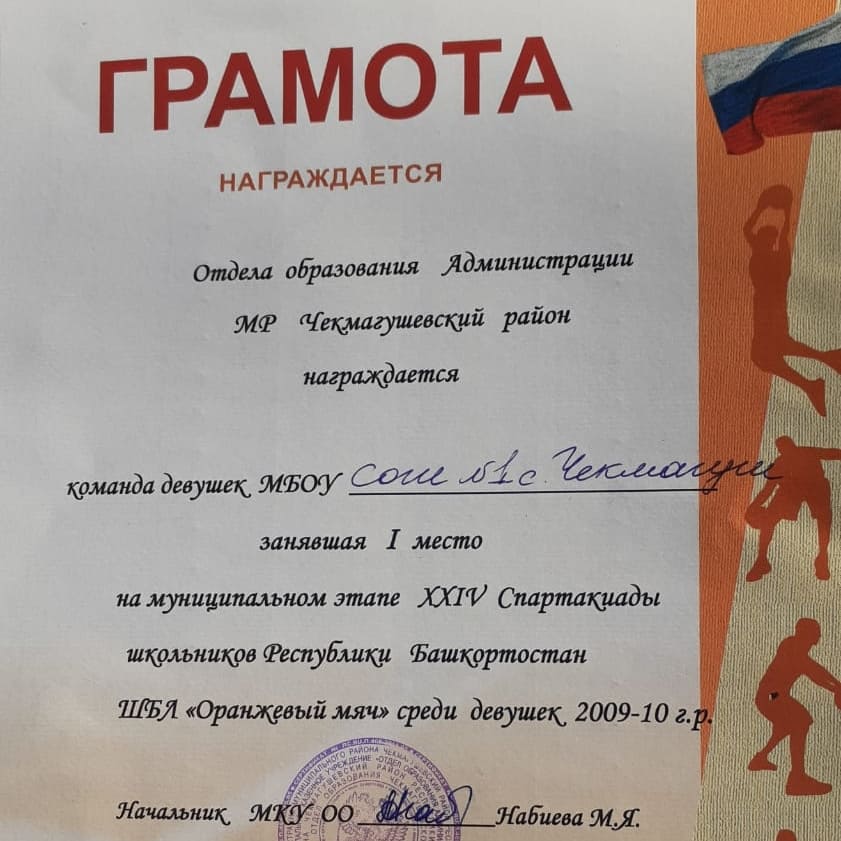 ГРАМОТА
НАГРАЖДАЕТСЯ
Отдела образования Администрации
МР Чекмагушевский район
награждается
команда девушек МБОУ СОШ №1 с. Чекмагуш
занявшая I место
на муниципальном этапе XXIV Спартакиады
школьников Республики Башкортостан
ШБЛ «Оранжевый мяч» среди девушек 2009-10 г.р.
Начальник МКУ ОО Набиева М.Я.